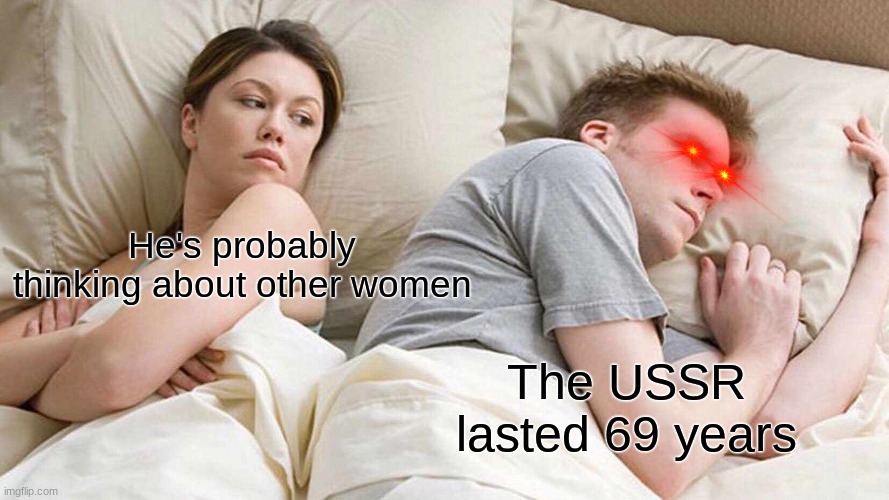 He's probably
thinking about other women
The USSR
lasted 69 years
imgflip.com